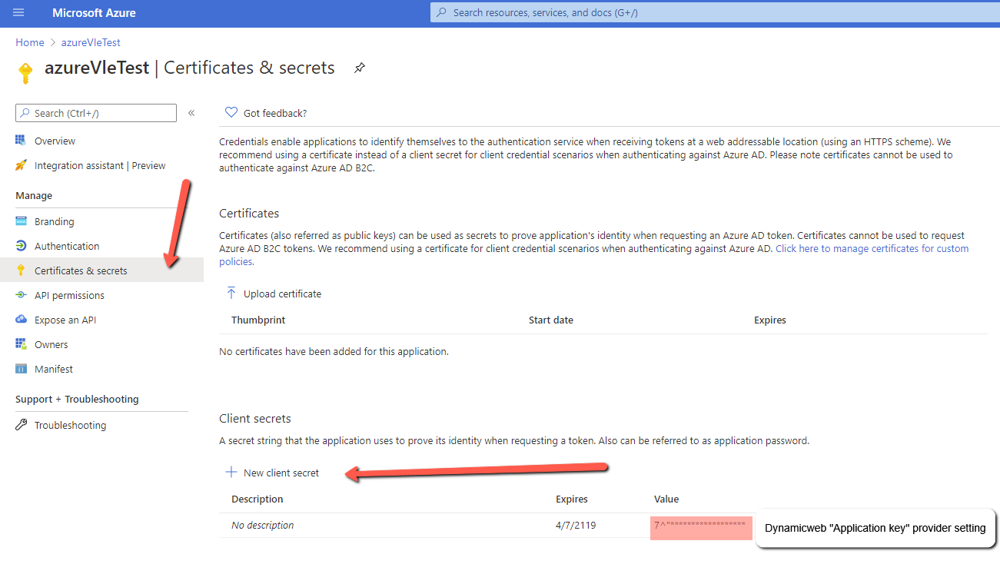 Microsoft Azure
Search resources, services, and docs (G+/)
Home > azureVleTest
azureVleTest | Certificates & secrets
Search (Ctrl+/)
«
Overview
Integration assistant | Preview
Manage
Branding
Authentication
Certificates & secrets
API permissions
Expose an API
Owners
Manifest
Support + Troubleshooting
Troubleshooting
Got feedback?
Credentials enable applications to identify themselves to the authentication service when receiving tokens at a web addressable location (using an HTTPS scheme). We
recommend using a certificate instead of a client secret for client credential scenarios when authenticating against Azure AD. Please note certificates cannot be used to
authenticate against Azure AD B2C.
Certificates
Certificates (also referred as public keys) can be used as secrets to prove application's identity when requesting an Azure AD token. Certificates cannot be used to request
Azure AD B2C tokens. We recommend using a certificate for client credential scenarios when authenticating against Azure AD. Click here to manage certificates for custom
policies.
Upload certificate
Thumbprint Start date Expires
No certificates have been added for this application.
Client secrets
A secret string that the application uses to prove its identity when requesting a token. Also can be referred to as application password.
New client secret
Description Expires Value
No description 4/7/2119 7^"******************
Dynamicweb "Application key" provider setting